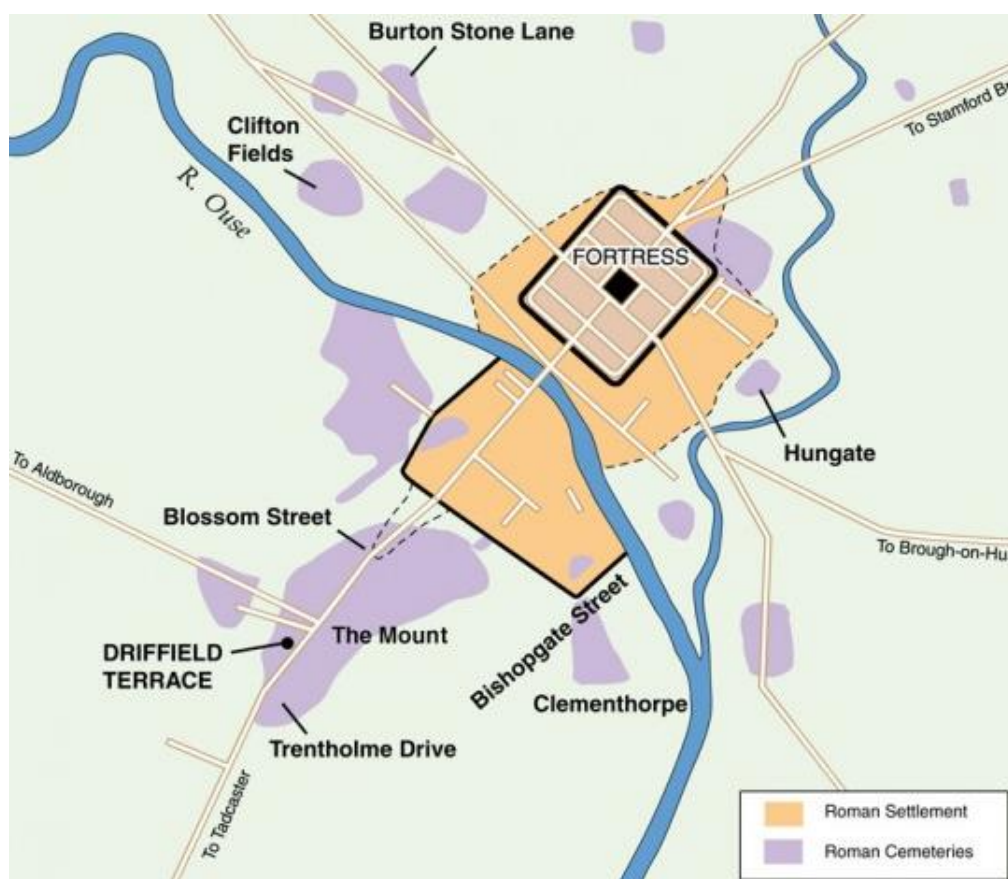 Burton Stone Lane
Clifton
Fields
R. Ouse
To Stamford Br
FORTRESS
Hungate
To Aldborough
Blossom Street
To Brough-on-Hu
The Mount
DRIFFIELD
TERRACE
Bishopgate Street
Clementhorpe
Trentholme Drive
To Tadcaster
Roman Settlement
Roman Cemeteries